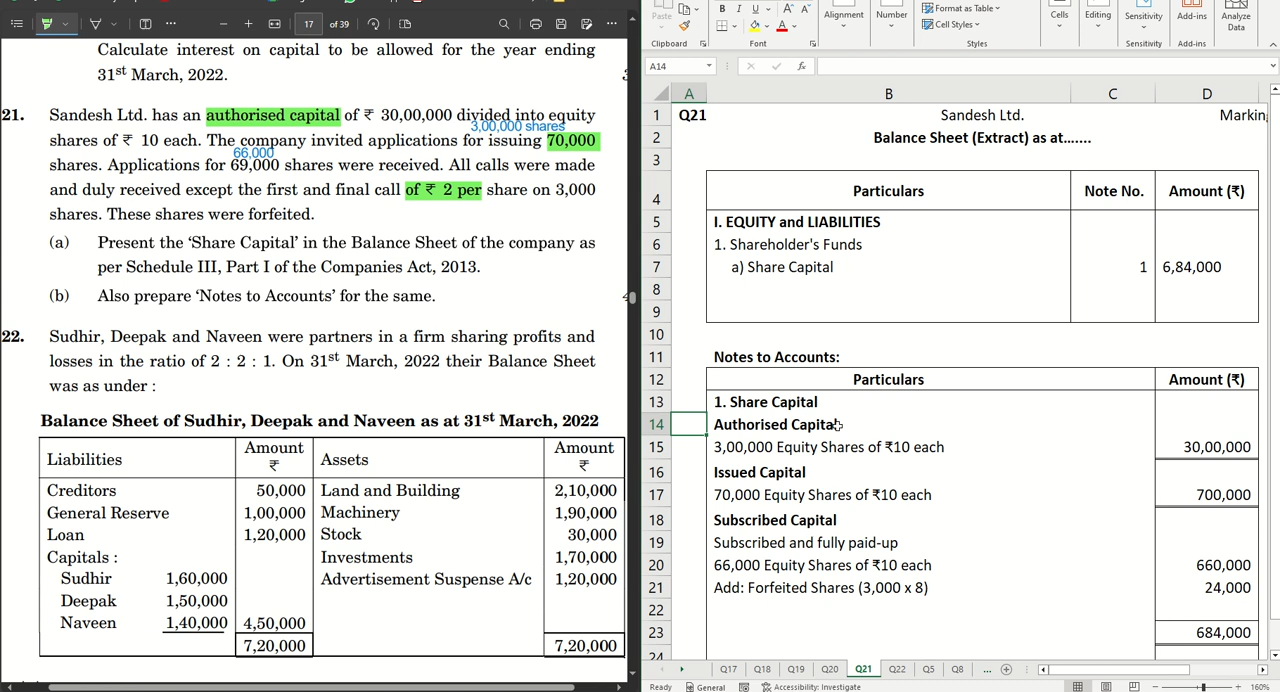 17 of 39
Calculate interest on capital to be allowed for the year ending
31st March, 2022.
21. Sandesh Ltd. has an authorised capital of ₹ 30,00,000 divided into equity
3,00,000 shares
shares of ₹ 10 each. The company invited applications for issuing 70,000
66,000
shares. Applications for 69,000 shares were received. All calls were made
and duly received except the first and final call of ₹ 2 per share on 3,000
shares. These shares were forfeited.
(a) Present the ‘Share Capital’ in the Balance Sheet of the company as
per Schedule III, Part I of the Companies Act, 2013.
(b) Also prepare ‘Notes to Accounts’ for the same.
22. Sudhir, Deepak and Naveen were partners in a firm sharing profits and
losses in the ratio of 2 : 2 : 1. On 31st March, 2022 their Balance Sheet
was as under :
Balance Sheet of Sudhir, Deepak and Naveen as at 31st March, 2022
Liabilities Amount ₹ Assets Amount ₹
Creditors 50,000 Land and Building 2,10,000
General Reserve 1,00,000 Machinery 1,90,000
Loan 1,20,000 Stock 30,000
Capitals : Investments 1,70,000
Sudhir 1,60,000 Advertisement Suspense A/c 1,20,000
Deepak 1,50,000
Naveen 1,40,000 4,50,000
7,20,000 7,20,000
Paste B I U A A Alignment Number Format as Table Cells Editing Sensitivity Add-ins Analyze
Cell Styles Data
Clipboard Font Styles Sensitivity Add-ins
A14 fx
A B C D
1 Q21 Sandesh Ltd. Markin
2 Balance Sheet (Extract) as at.......
3
4 Particulars Note No. Amount (₹)
5 I. EQUITY and LIABILITIES
6 1. Shareholder's Funds
7 a) Share Capital 1 6,84,000
8
9
10
11 Notes to Accounts:
12 Particulars Amount (₹)
13 1. Share Capital
14 Authorised Capital
15 3,00,000 Equity Shares of ₹10 each 30,00,000
16 Issued Capital
17 70,000 Equity Shares of ₹10 each 700,000
18 Subscribed Capital
19 Subscribed and fully paid-up
20 66,000 Equity Shares of ₹10 each 660,000
21 Add: Forfeited Shares (3,000 x 8) 24,000
22
23 684,000
24
Q17 Q18 Q19 Q20 Q21 Q22 Q5 Q8 ...
Ready General Accessibility: Investigate 160%